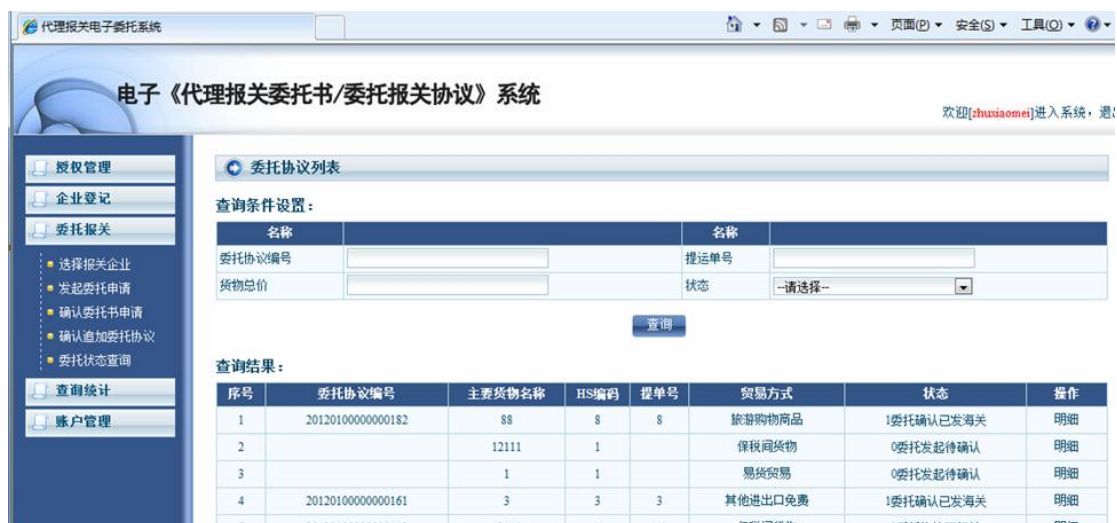 代理报关电子委托系统 页面(P) 安全(S) 工具(O)
电子《代理报关委托书/委托报关协议》系统
欢迎[zhuxiaomei]进入系统，退
授权管理
企业登记
委托报关
选择报关企业
发起委托申请
确认委托书申请
确认追加委托协议
委托状态查询
查询统计
账户管理
委托协议列表
查询条件设置：
名称 名称
委托协议编号 提运单号
货物总价 状态 --请选择--
查询
查询结果：
序号 委托协议编号 主要货物名称 HS编码 提单号 贸易方式 状态 操作
1 20120100000000182 88 8 8 旅游购物商品 1委托确认已发海关 明细
2 12111 1 保税间货物 0委托发起待确认 明细
3 1 1 易货贸易 0委托发起待确认 明细
4 20120100000000161 3 3 3 其他进出口免费 1委托确认已发海关 明细